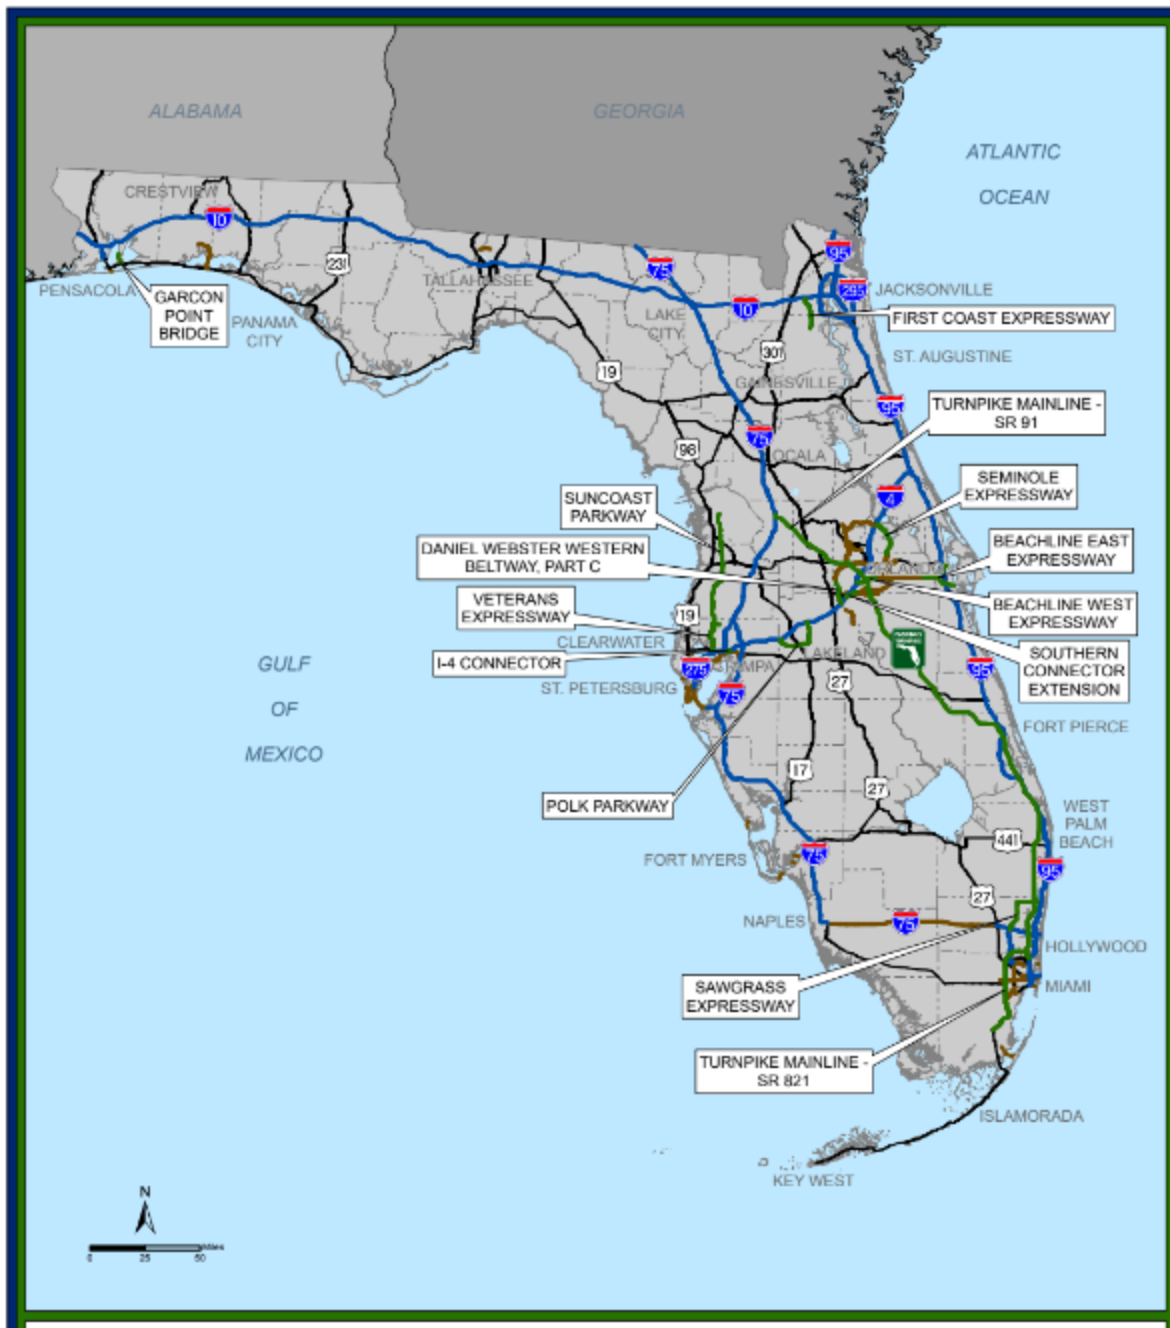 ALABAMA
GEORGIA
ATLANTIC
OCEAN
CRESTVIEW
10
231
PENSACOLA
GARCON
POINT
BRIDGE
PANAMA
CITY
TALLAHASSEE
75
LAKE
CITY
10
95
295
JACKSONVILLE
FIRST COAST EXPRESSWAY
ST. AUGUSTINE
301
19
GAINESVILLE
95
TURNPIKE MAINLINE -
SR 91
75
98
OCALA
4
SEMINOLE
EXPRESSWAY
SUNCOAST
PARKWAY
DANIEL WEBSTER WESTERN
BELTWAY, PART C
ORLANDO
BEACHLINE EAST
EXPRESSWAY
VETERANS
EXPRESSWAY
BEACHLINE WEST
EXPRESSWAY
19
CLEARWATER
I-4 CONNECTOR
TAMPA
LAKELAND
SOUTHERN
CONNECTOR
EXTENSION
GULF
OF
MEXICO
ST. PETERSBURG
275
75
27
95
FORT PIERCE
17
27
POLK PARKWAY
WEST
PALM
BEACH
441
FORT MYERS
75
95
27
NAPLES
75
HOLLYWOOD
SAWGRASS
EXPRESSWAY
MIAMI
TURNPIKE MAINLINE -
SR 821
ISLAMORADA
KEY WEST
N
Miles
0 25 50